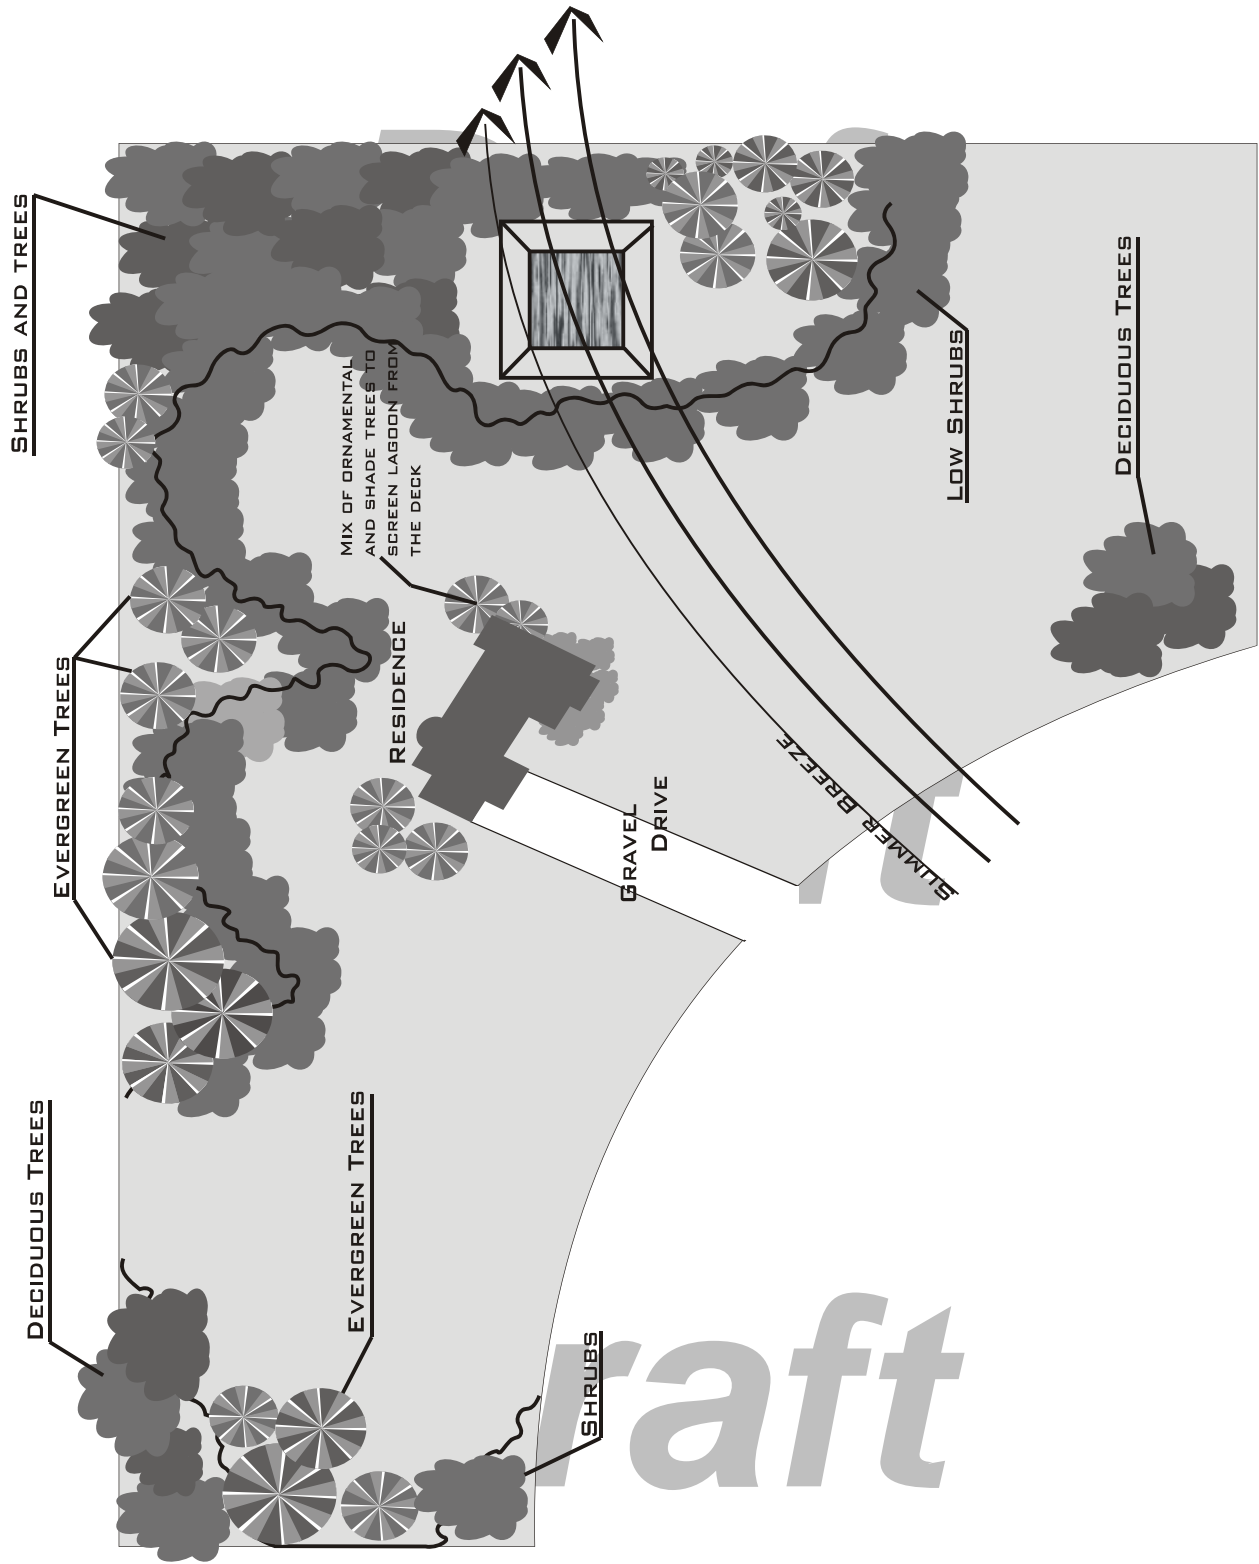 SHRUBS AND TREES
MIX OF ORNAMENTAL
AND SHADE TREES TO
SCREEN LAGOON FROM
THE DECK
LOW SHRUBS
DECIDUOUS TREES
EVERGREEN TREES
RESIDENCE
GRAVEL
DRIVE
SUMMER BREEZE
DECIDUOUS TREES
EVERGREEN TREES
SHRUBS
raft